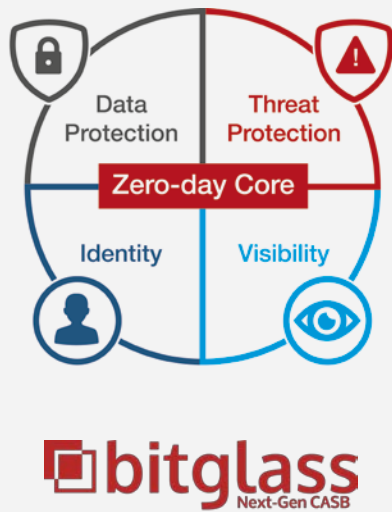 Data
Protection
Threat
Protection
Zero-day Core
Identity
Visibility
bitglass
Next-Gen CASB